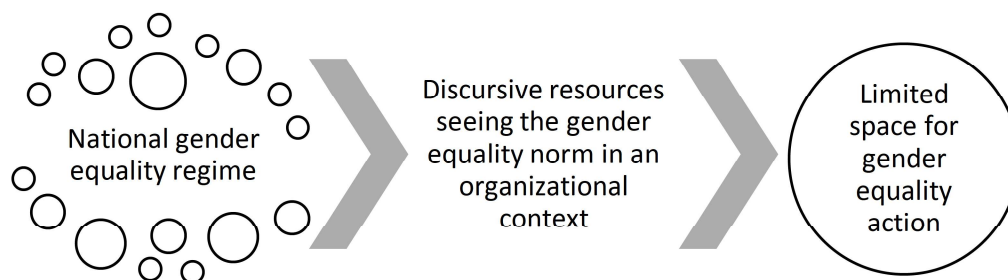 National gender
equality regime
Discursive resources
seeing the gender
equality norm in an
organizational
context
Limited
space for
gender
equality
action